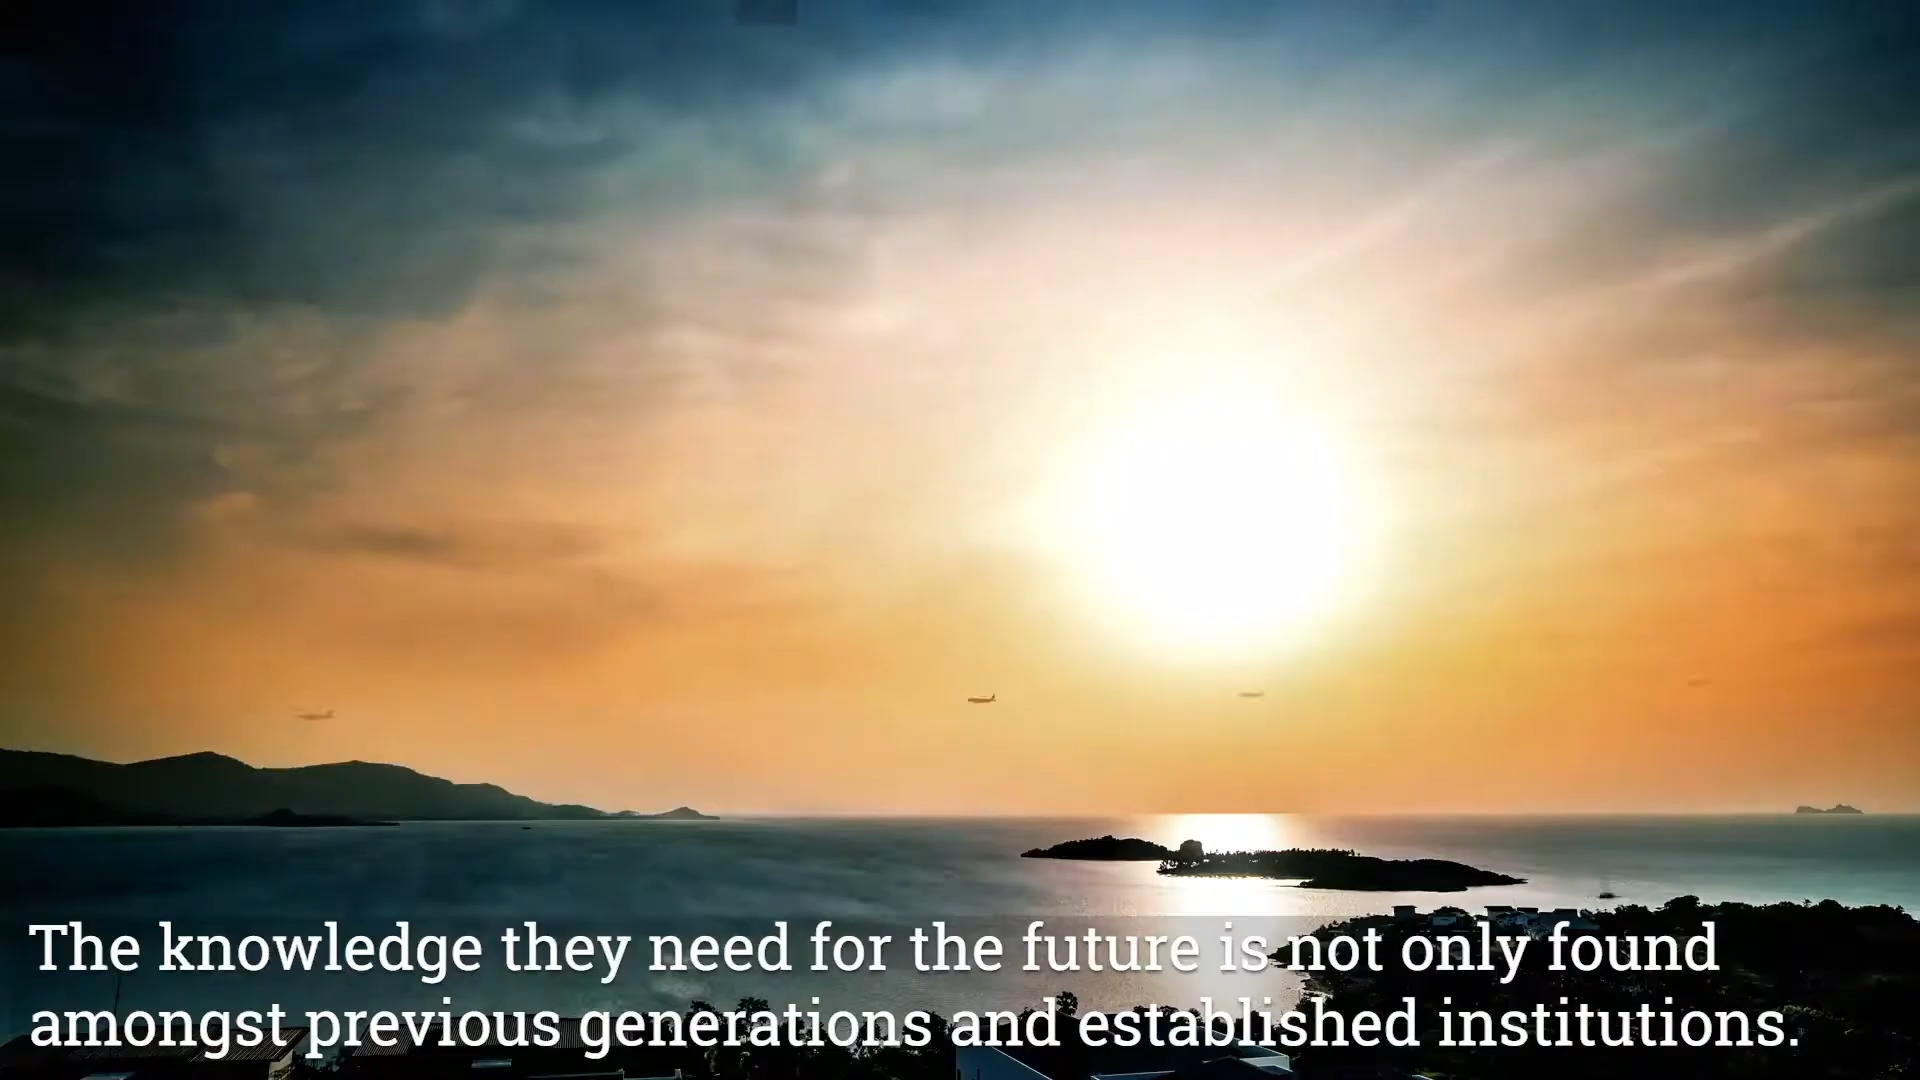 The knowledge they need for the future is not only found
amongst previous generations and established institutions.